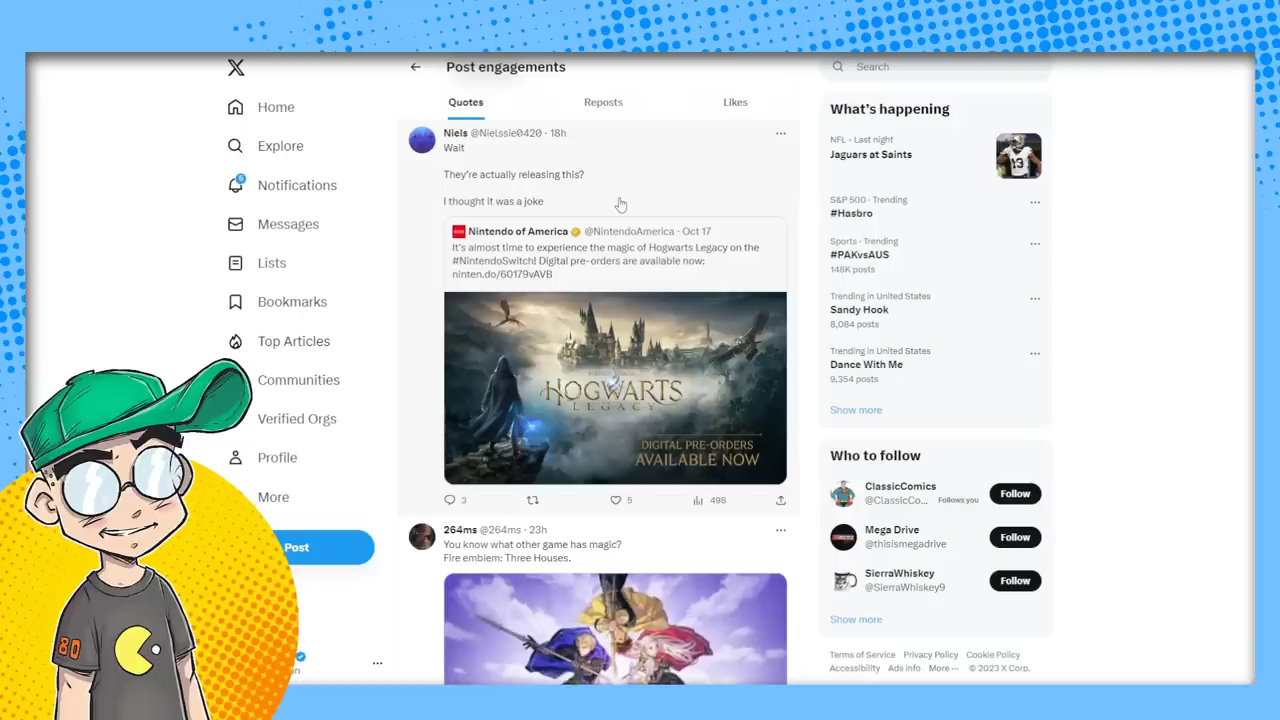 Home
Explore
Notifications
Messages
Lists
Bookmarks
Top Articles
Communities
Verified Orgs
Profile
More
Post
80
Post engagements
Quotes
Reposts
Likes
Niels @Nielssie0420 · 18h
Wait
They're actually releasing this?
I thought it was a joke
Nintendo of America @NintendoAmerica · Oct 17
It's almost time to experience the magic of Hogwarts Legacy on the
#NintendoSwitch! Digital pre-orders are available now:
ninten.do/60179vAVB
HOGWARTS
LEGACY
DIGITAL PRE-ORDERS
AVAILABLE NOW
3
5
498
264ms @264ms · 23h
You know what other game has magic?
Fire emblem: Three Houses.
Search
What's happening
NFL · Last night
Jaguars at Saints
S&P 500 · Trending
#Hasbro
Sports · Trending
#PAKvsAUS
148K posts
Trending in United States
Sandy Hook
8,084 posts
Trending in United States
Dance With Me
9,354 posts
Show more
Who to follow
ClassicComics
@ClassicCo... Follows you
Follow
Mega Drive
@thisismegadrive
Follow
SierraWhiskey
@SierraWhiskey9
Follow
Show more
Terms of Service Privacy Policy Cookie Policy
Accessibility Ads info More ··· © 2023 X Corp.